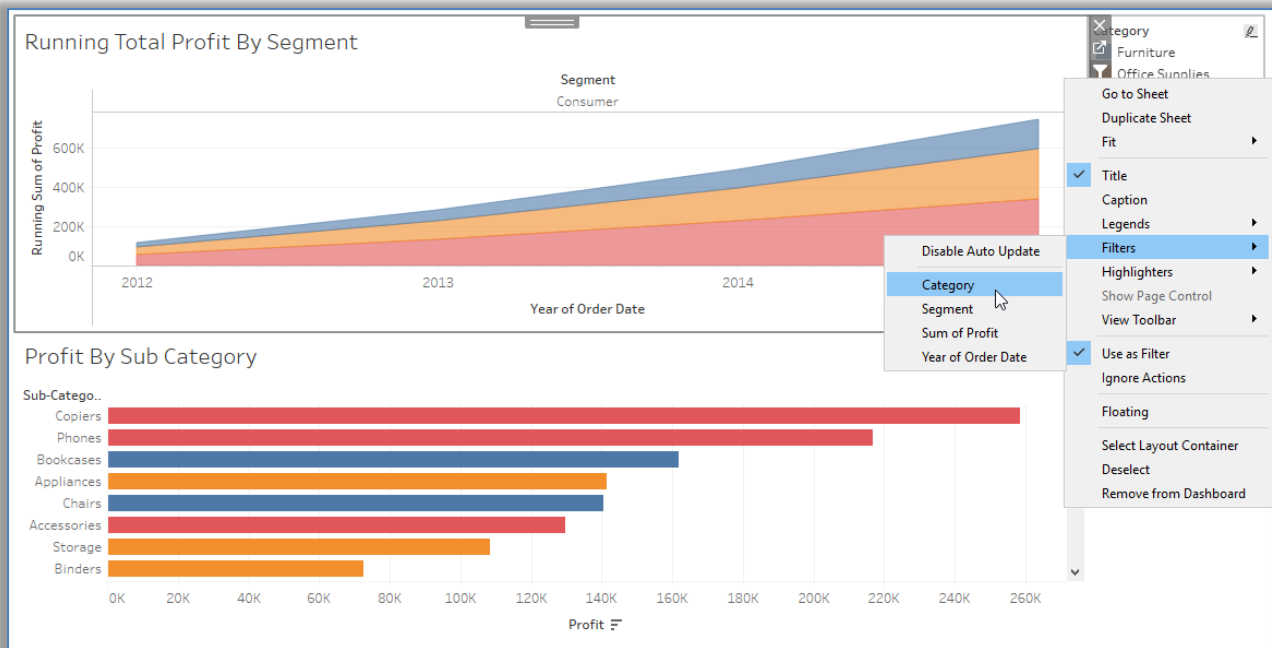 Running Total Profit By Segment
Segment
Consumer
Running Sum of Profit
600K
400K
200K
0K
2012
2013
2014
Year of Order Date
Furniture
Office Supplies
Go to Sheet
Duplicate Sheet
Fit
Title
Caption
Legends
Filters
Highlighters
Show Page Control
View Toolbar
Use as Filter
Ignore Actions
Floating
Select Layout Container
Deselect
Remove from Dashboard
Disable Auto Update
Category
Segment
Sum of Profit
Year of Order Date
Profit By Sub Category
Sub-Catego..
Copiers
Phones
Bookcases
Appliances
Chairs
Accessories
Storage
Binders
0K 20K 40K 60K 80K 100K 120K 140K 160K 180K 200K 220K 240K 260K
Profit